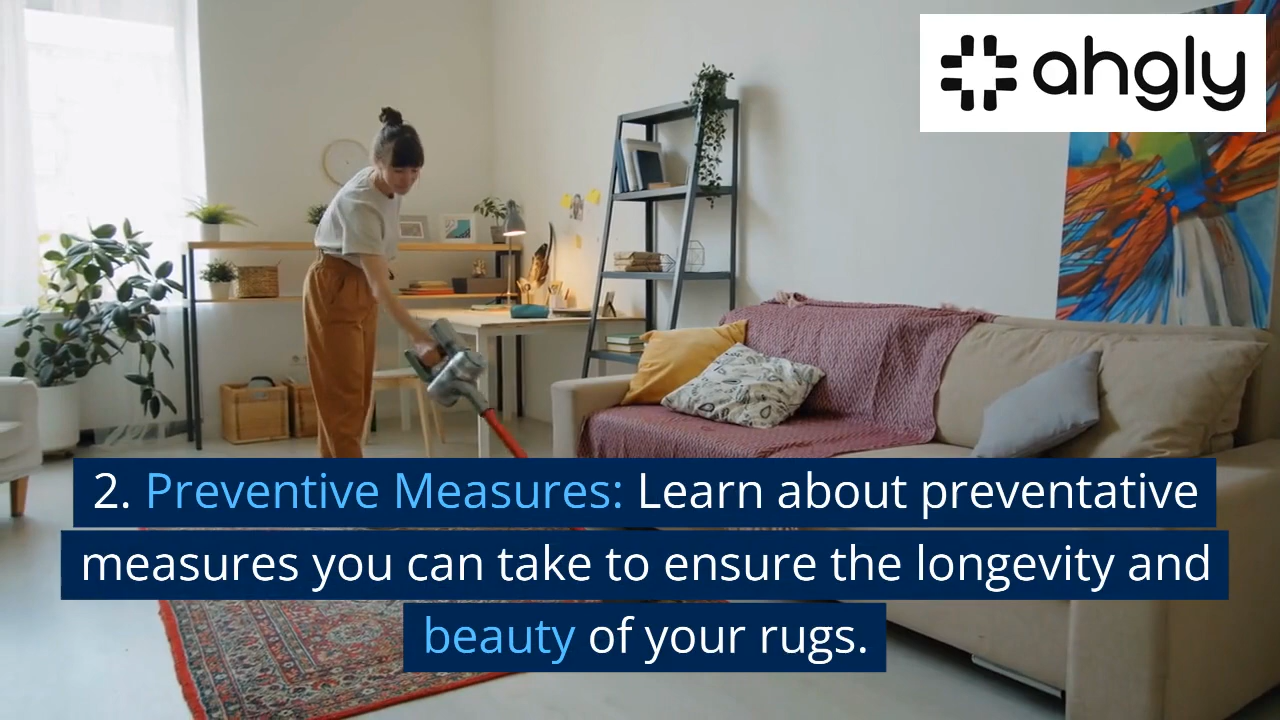 ahgly
2. Preventive Measures: Learn about preventative
measures you can take to ensure the longevity and
beauty of your rugs.